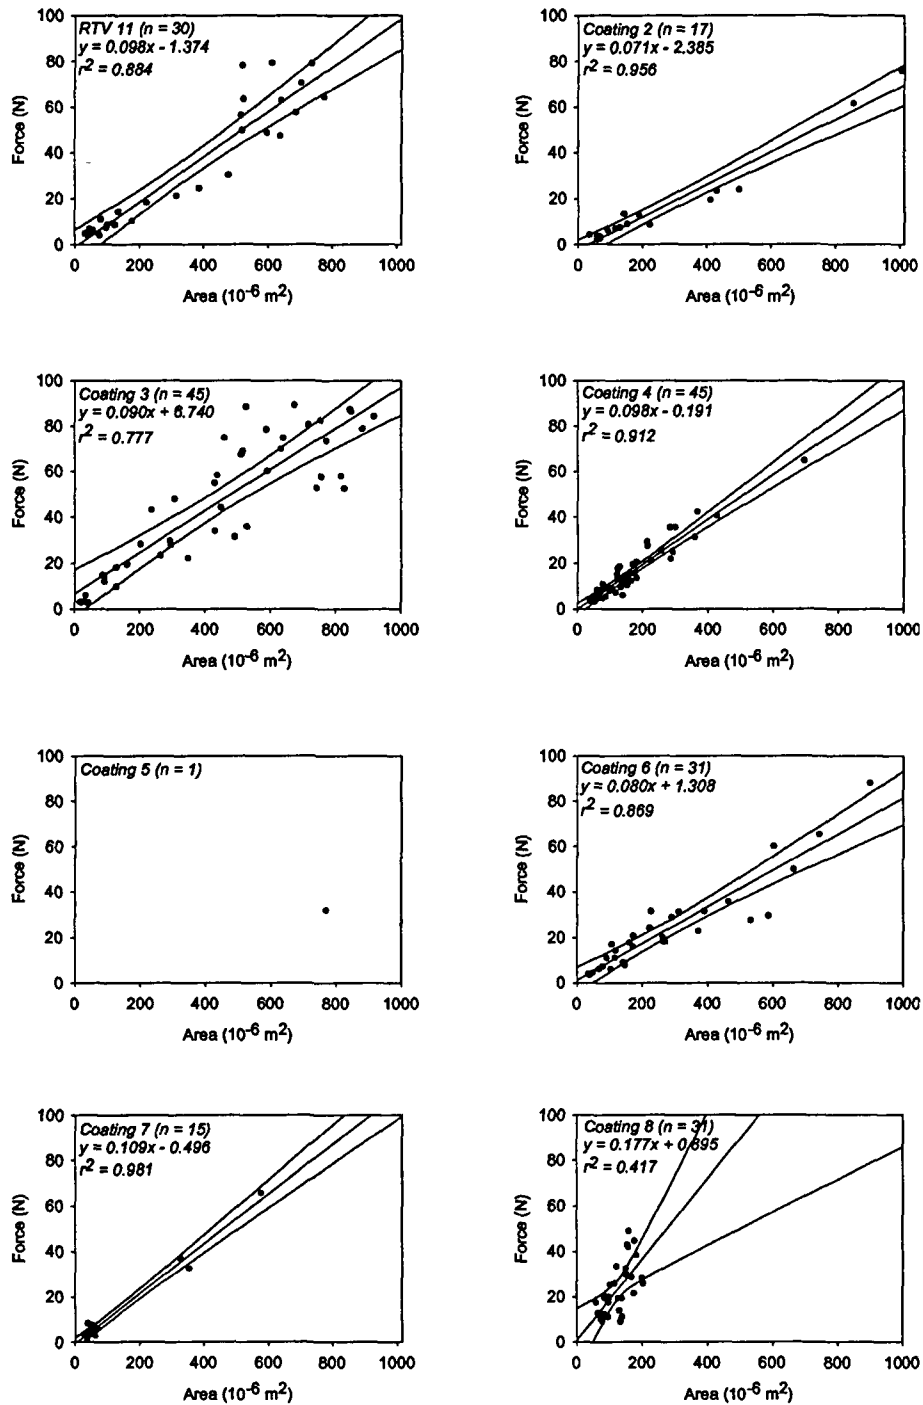 RTV 11 (n = 30)
y = 0.098x - 1.374
r² = 0.884
Force (N)
100
80
60
40
20
0
0 200 400 600 800 1000
Area (10⁻⁶ m²)
Coating 2 (n = 17)
y = 0.071x - 2.385
r² = 0.956
Force (N)
100
80
60
40
20
0
0 200 400 600 800 1000
Area (10⁻⁶ m²)
Coating 3 (n = 45)
y = 0.090x + 6.740
r² = 0.777
Force (N)
100
80
60
40
20
0
0 200 400 600 800 1000
Area (10⁻⁶ m²)
Coating 4 (n = 45)
y = 0.098x - 0.191
r² = 0.912
Force (N)
100
80
60
40
20
0
0 200 400 600 800 1000
Area (10⁻⁶ m²)
Coating 5 (n = 1)
Force (N)
100
80
60
40
20
0
0 200 400 600 800 1000
Area (10⁻⁶ m²)
Coating 6 (n = 31)
y = 0.080x + 1.308
r² = 0.869
Force (N)
100
80
60
40
20
0
0 200 400 600 800 1000
Area (10⁻⁶ m²)
Coating 7 (n = 15)
y = 0.109x - 0.496
r² = 0.981
Force (N)
100
80
60
40
20
0
0 200 400 600 800 1000
Area (10⁻⁶ m²)
Coating 8 (n = 31)
y = 0.177x + 0.895
r² = 0.417
Force (N)
100
80
60
40
20
0
0 200 400 600 800 1000
Area (10⁻⁶ m²)